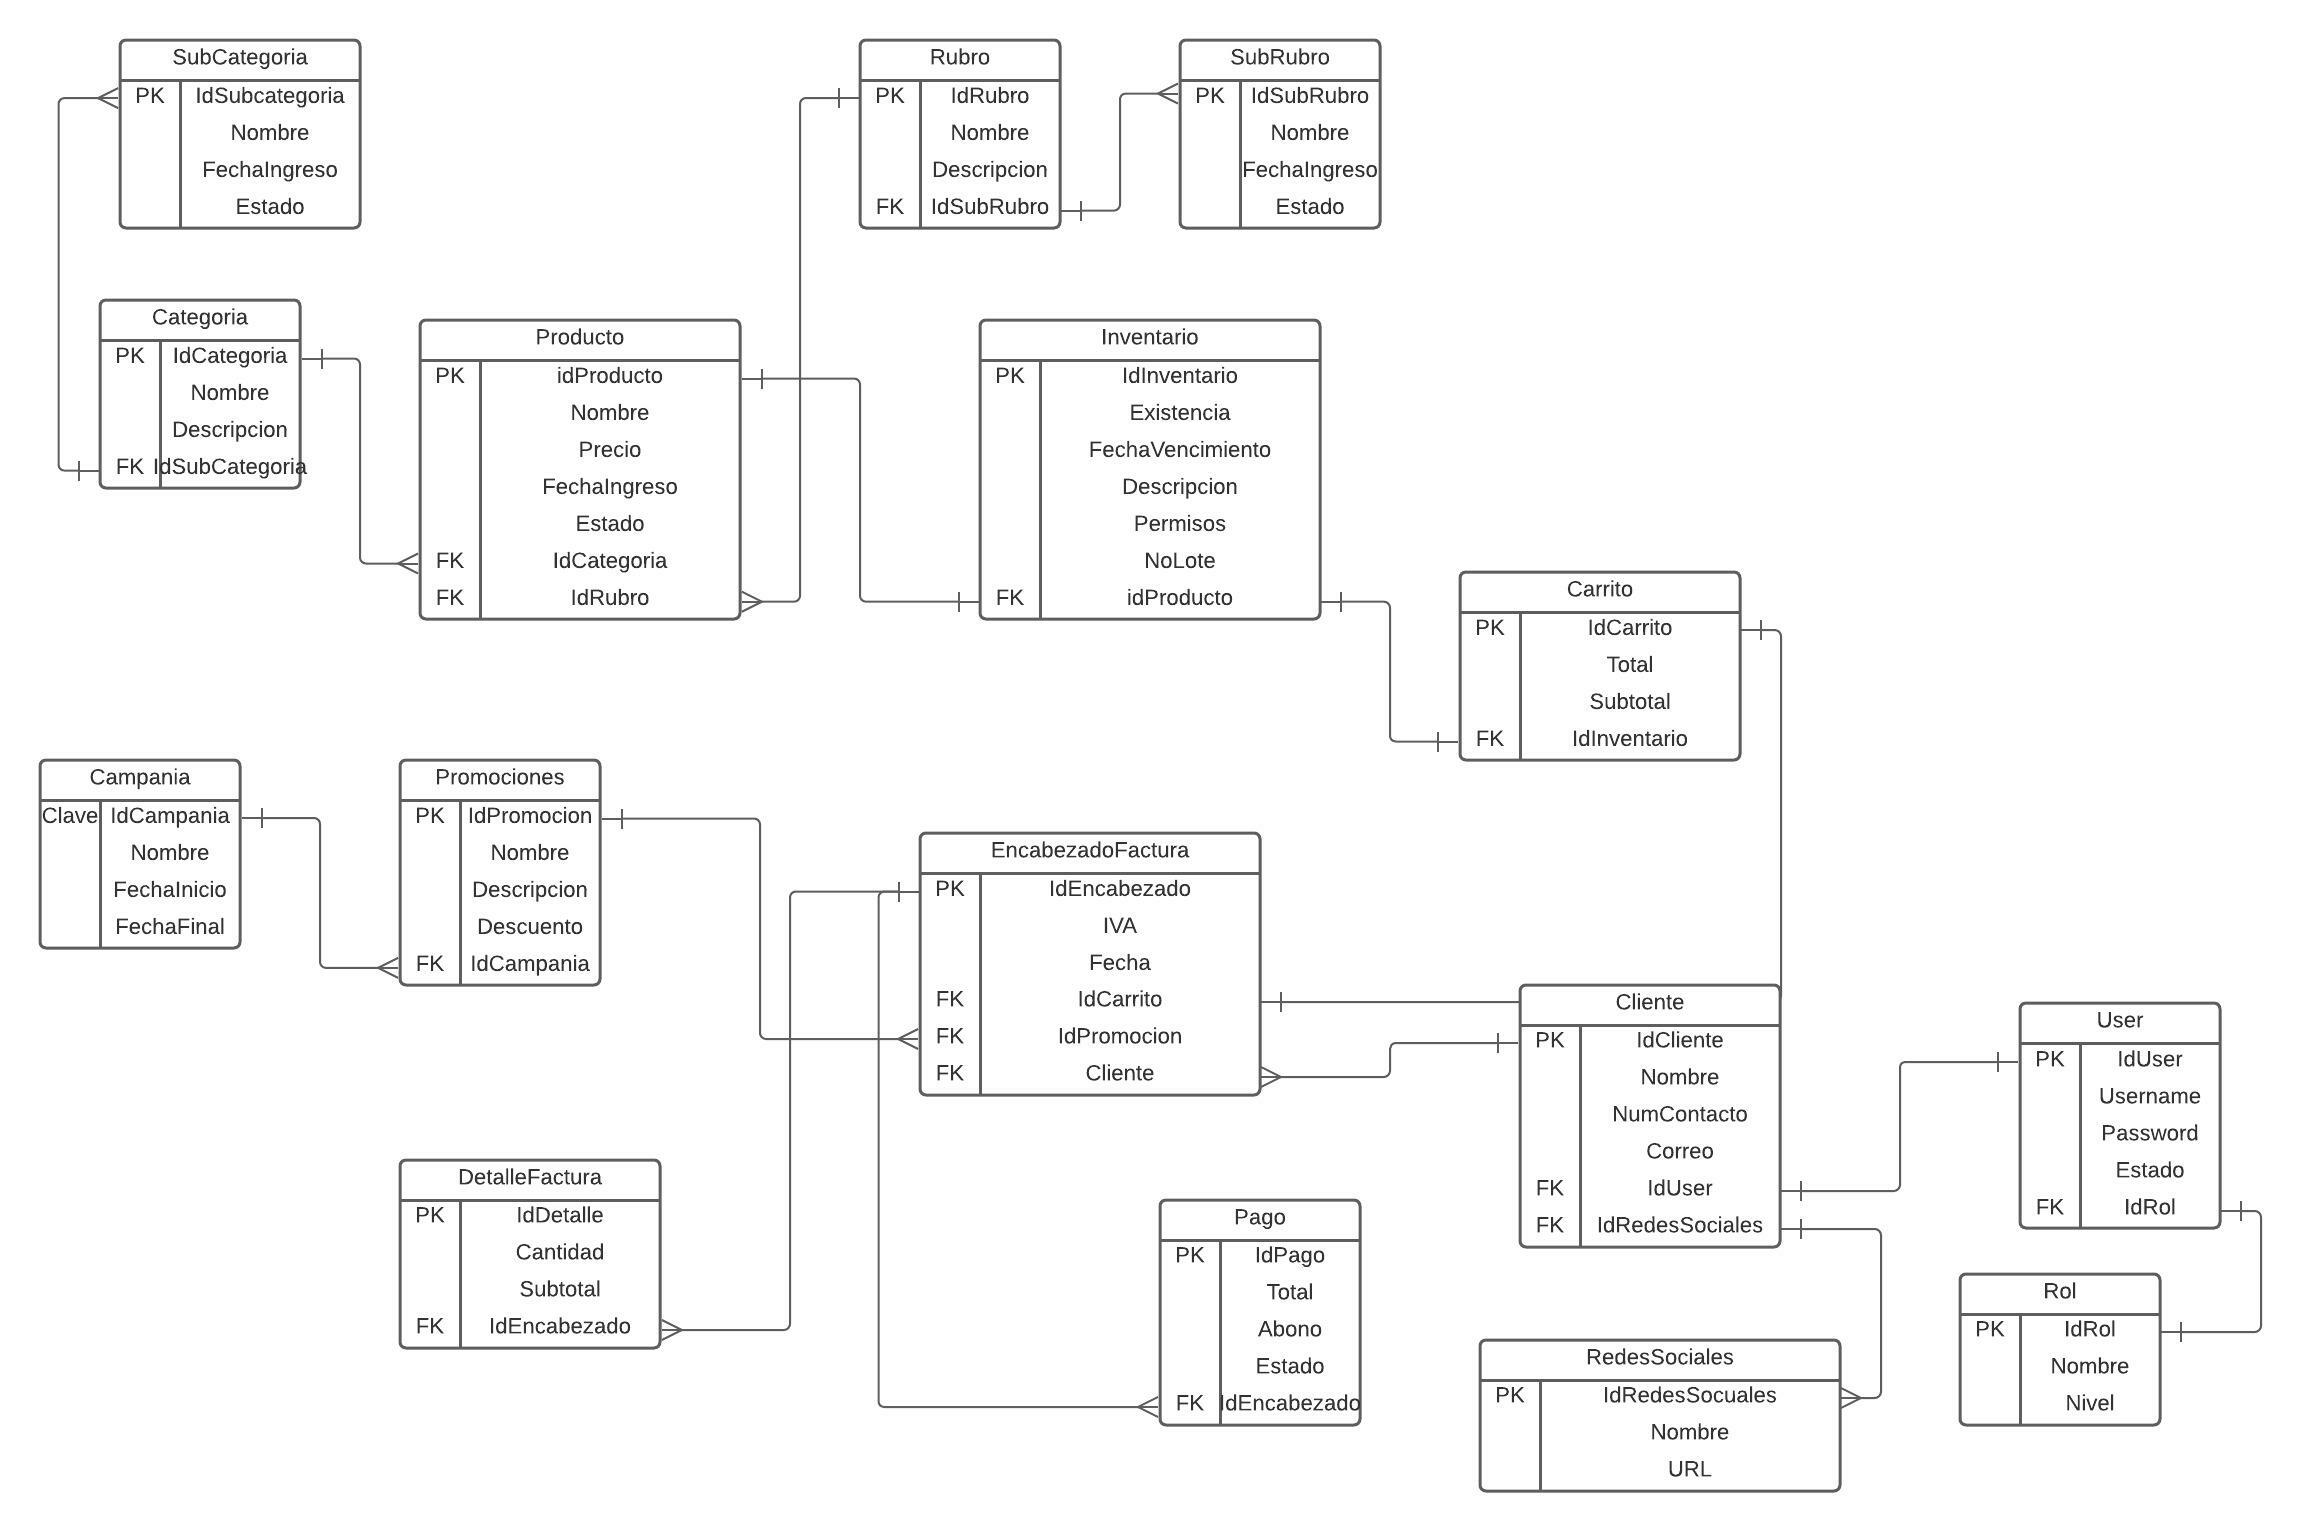 SubCategoria
PK IdSubcategoria
Nombre
FechaIngreso
Estado
Rubro
PK IdRubro
Nombre
Descripcion
FK IdSubRubro
SubRubro
PK IdSubRubro
Nombre
FechaIngreso
Estado
Categoria
PK IdCategoria
Nombre
Descripcion
FK IdSubCategoria
Producto
PK idProducto
Nombre
Precio
FechaIngreso
Estado
FK IdCategoria
FK IdRubro
Inventario
PK IdInventario
Existencia
FechaVencimiento
Descripcion
Permisos
NoLote
FK idProducto
Carrito
PK IdCarrito
Total
Subtotal
FK IdInventario
Campania
Clave IdCampania
Nombre
FechaInicio
FechaFinal
Promociones
PK IdPromocion
Nombre
Descripcion
Descuento
FK IdCampania
EncabezadoFactura
PK IdEncabezado
IVA
Fecha
FK IdCarrito
FK IdPromocion
FK Cliente
Cliente
PK IdCliente
Nombre
NumContacto
Correo
FK IdUser
FK IdRedesSociales
User
PK IdUser
Username
Password
Estado
FK IdRol
DetalleFactura
PK IdDetalle
Cantidad
Subtotal
FK IdEncabezado
Pago
PK IdPago
Total
Abono
Estado
FK IdEncabezado
RedesSociales
PK IdRedesSocuales
Nombre
URL
Rol
PK IdRol
Nombre
Nivel